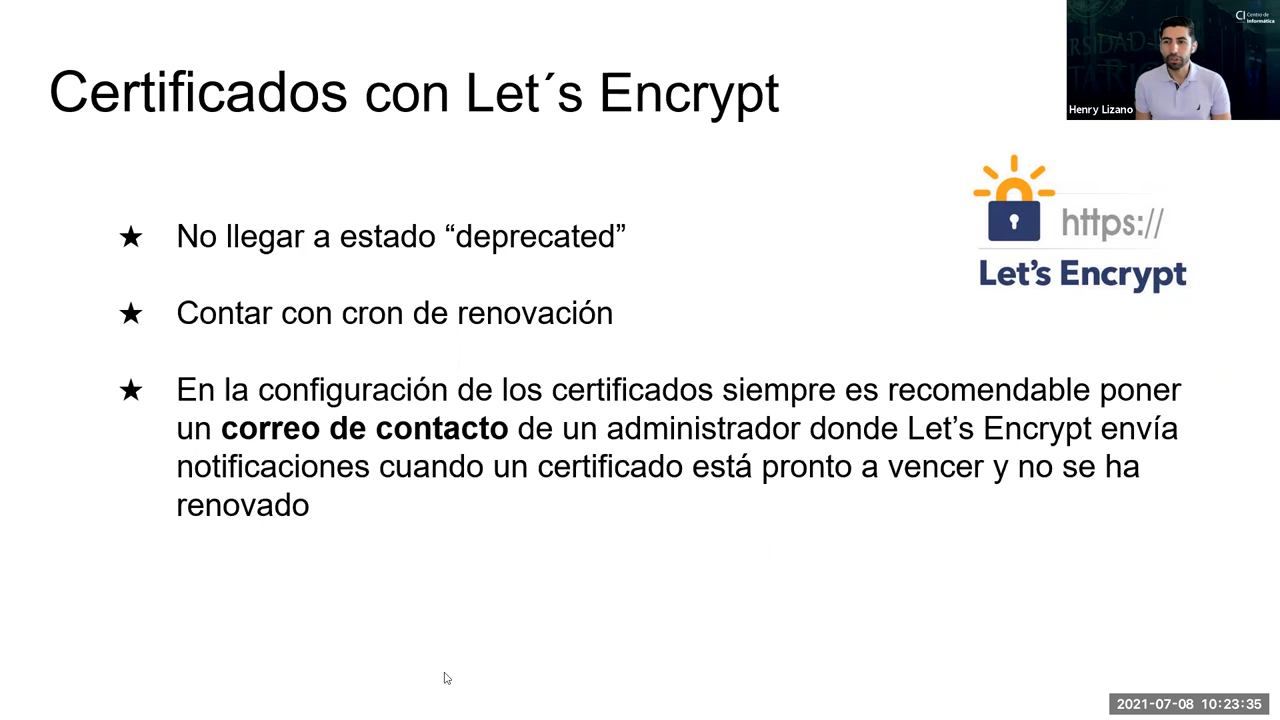 Certificados con Let´s Encrypt
CI Centro de
Informática
Henry Lizano
https://
Let's Encrypt
★ No llegar a estado “deprecated”
★ Contar con cron de renovación
★ En la configuración de los certificados siempre es recomendable poner
un correo de contacto de un administrador donde Let’s Encrypt envía
notificaciones cuando un certificado está pronto a vencer y no se ha
renovado
2021-07-08 10:23:35